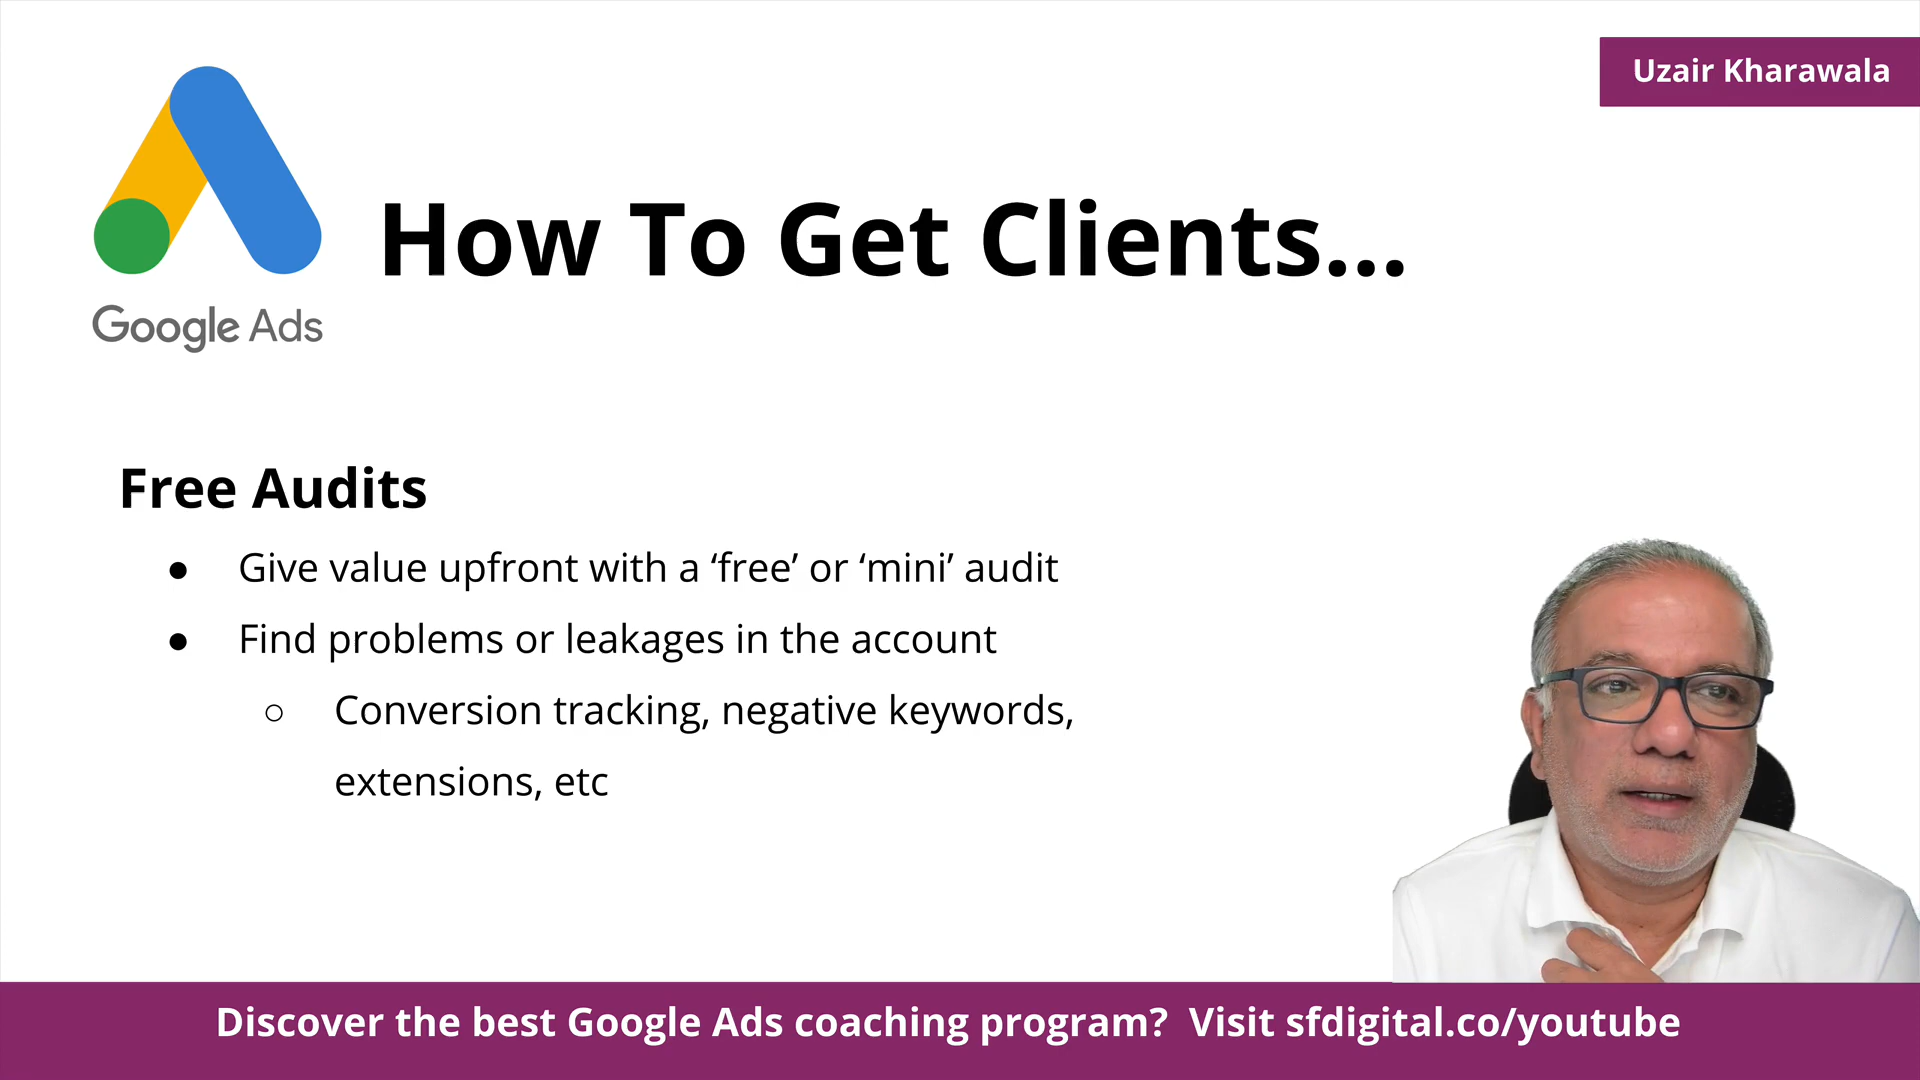 Uzair Kharawala
Google Ads
How To Get Clients...
Free Audits
● Give value upfront with a ‘free’ or ‘mini’ audit
● Find problems or leakages in the account
○ Conversion tracking, negative keywords,
extensions, etc
Discover the best Google Ads coaching program? Visit sfdigital.co/youtube